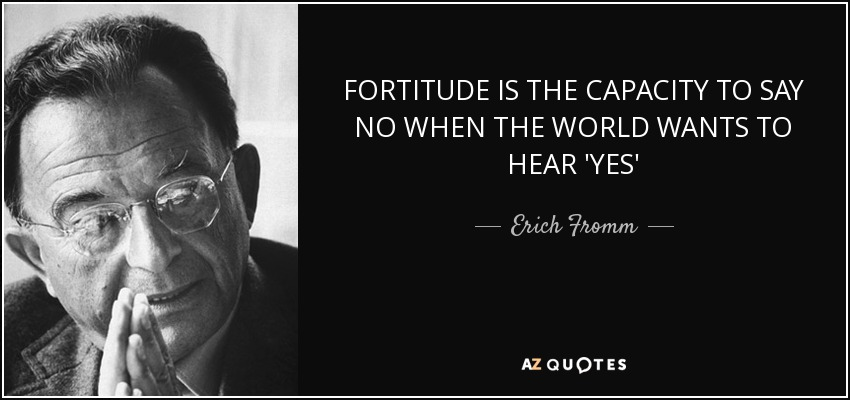 FORTITUDE IS THE CAPACITY TO SAY
NO WHEN THE WORLD WANTS TO
HEAR 'YES'
Erich Fromm
AZ QUOTES